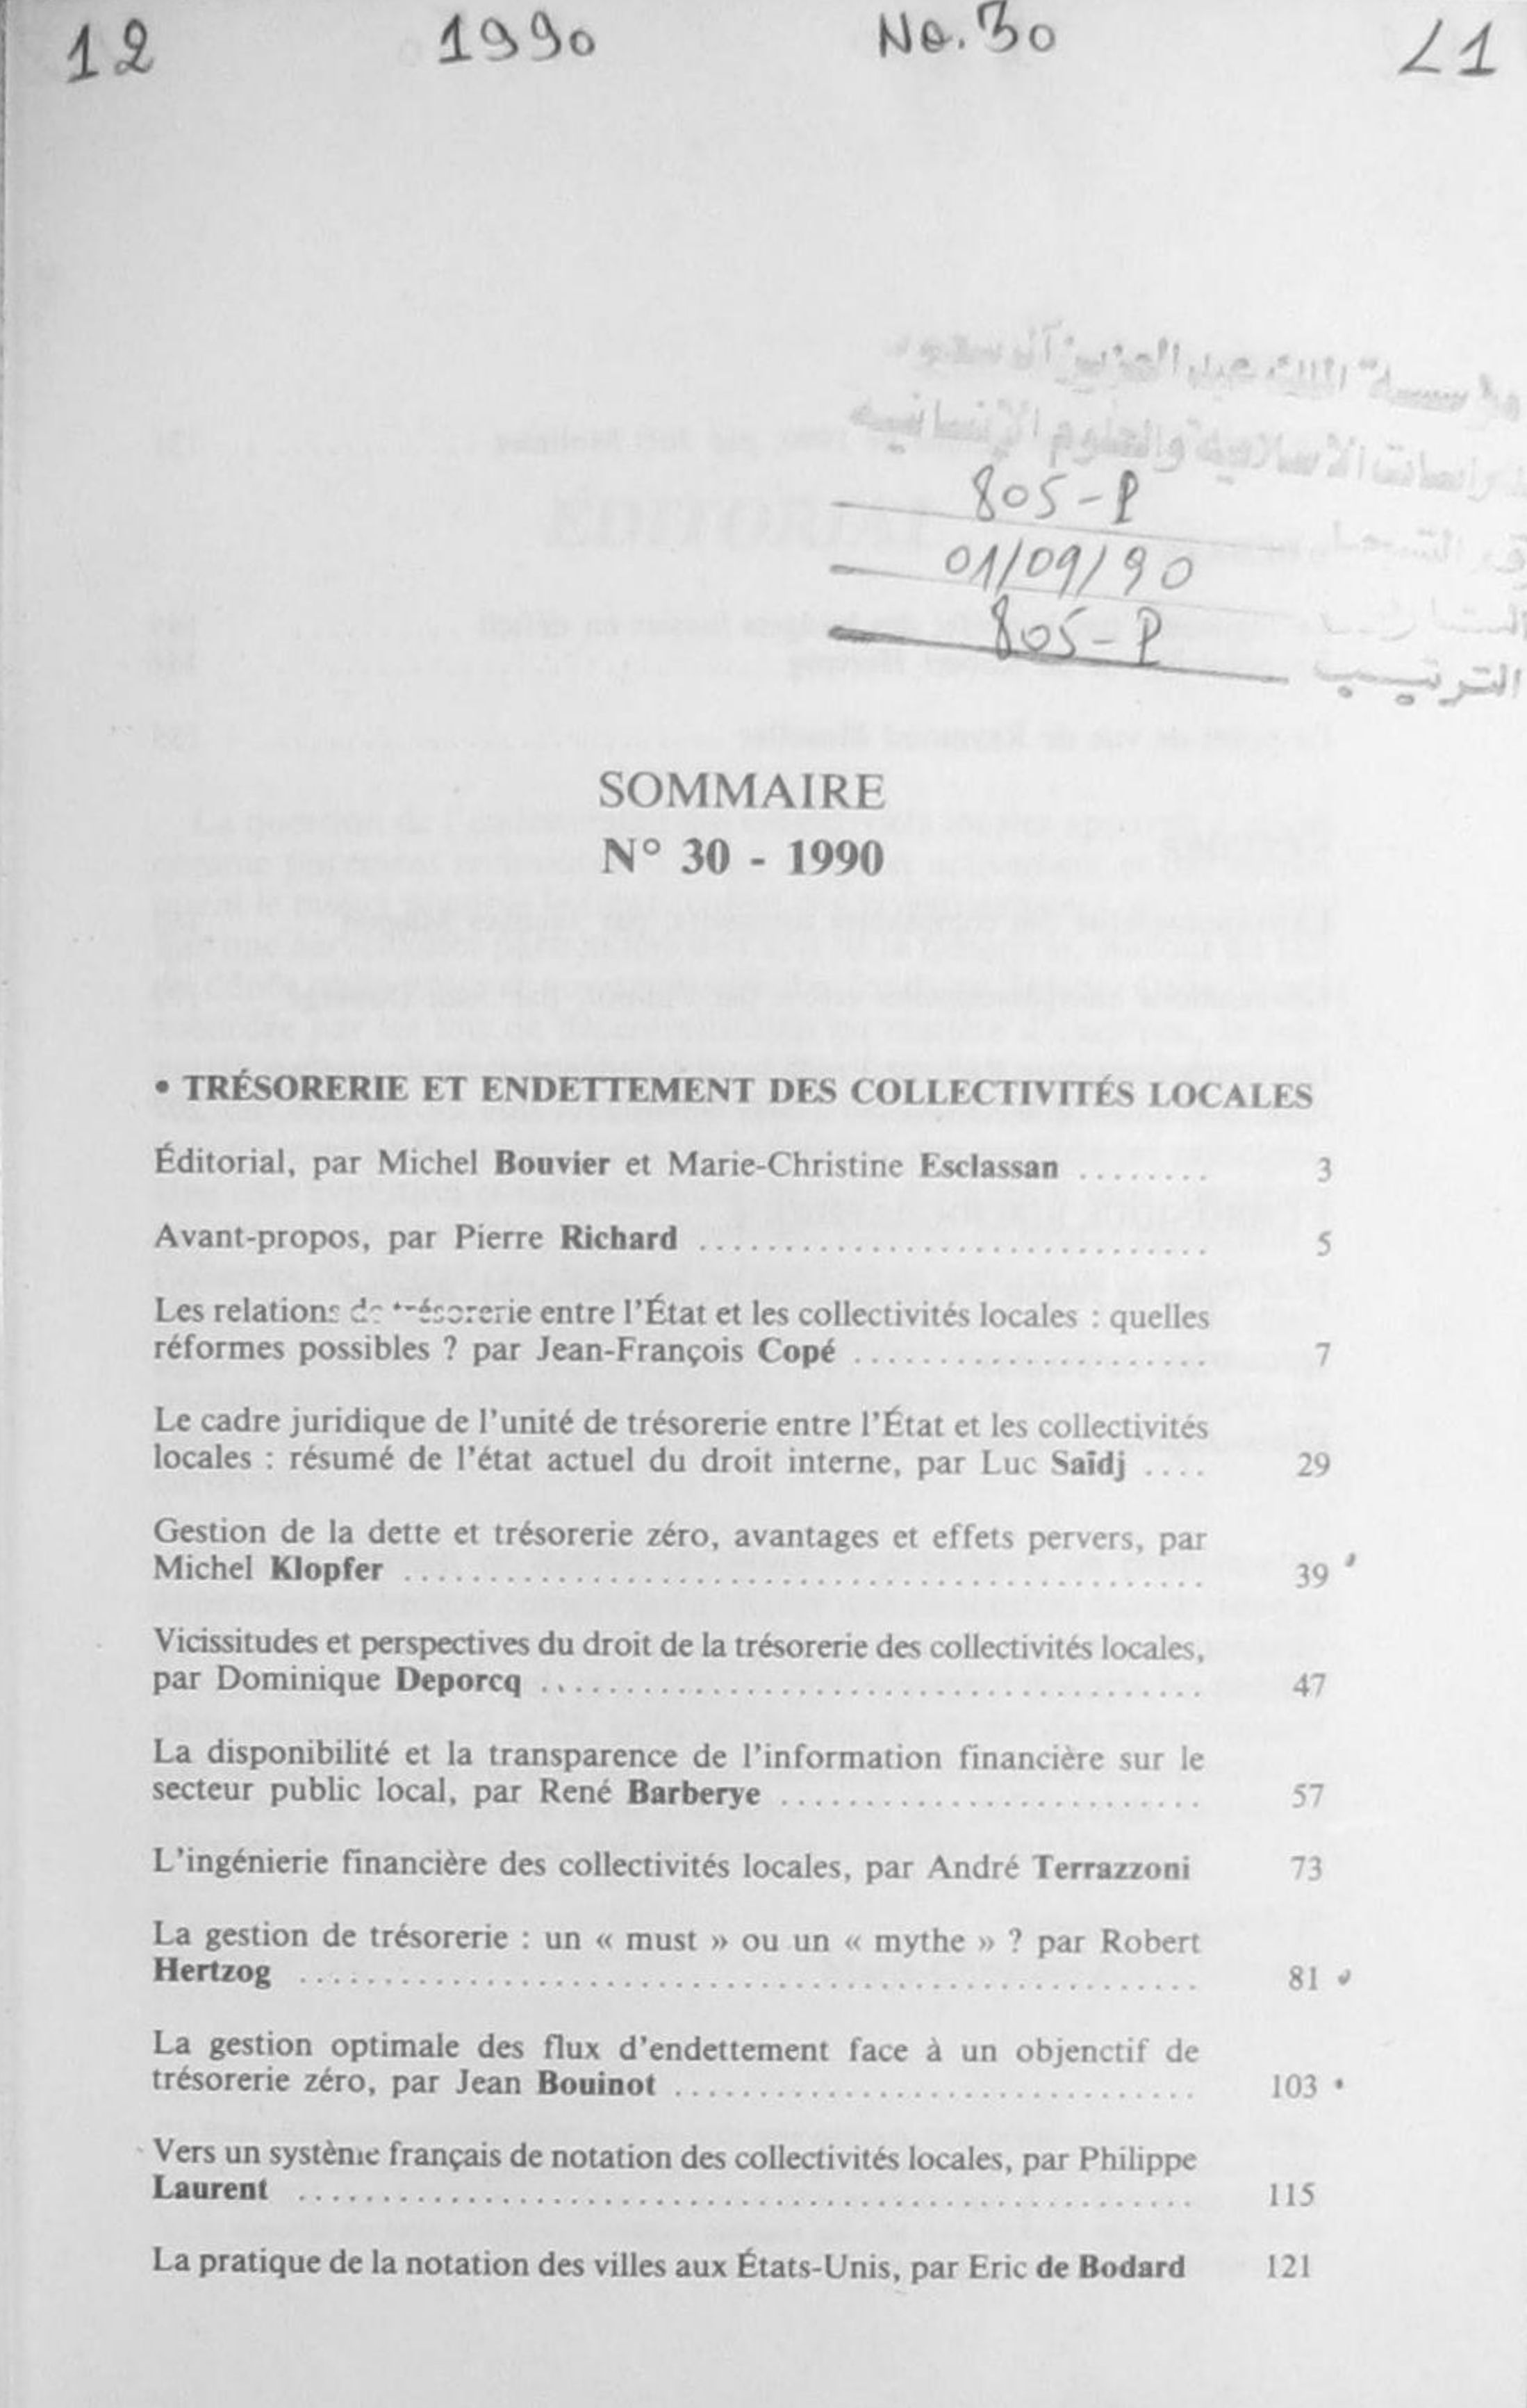 12 1990 No. 30 L1
805-P
01/09/90
805-P
الترتيب
SOMMAIRE
N° 30 - 1990
• TRÉSORERIE ET ENDETTEMENT DES COLLECTIVITÉS LOCALES
Éditorial, par Michel Bouvier et Marie-Christine Esclassan ........ 3
Avant-propos, par Pierre Richard .............................. 5
Les relations de trésorerie entre l'État et les collectivités locales : quelles
réformes possibles ? par Jean-François Copé ..................... 7
Le cadre juridique de l'unité de trésorerie entre l'État et les collectivités
locales : résumé de l'état actuel du droit interne, par Luc Saïdj .... 29
Gestion de la dette et trésorerie zéro, avantages et effets pervers, par
Michel Klopfer ............................................... 39
Vicissitudes et perspectives du droit de la trésorerie des collectivités locales,
par Dominique Deporcq ....................................... 47
La disponibilité et la transparence de l'information financière sur le
secteur public local, par René Barberye ......................... 57
L'ingénierie financière des collectivités locales, par André Terrazzoni 73
La gestion de trésorerie : un « must » ou un « mythe » ? par Robert
Hertzog ..................................................... 81
La gestion optimale des flux d'endettement face à un objenctif de
trésorerie zéro, par Jean Bouinot ............................... 103
Vers un système français de notation des collectivités locales, par Philippe
Laurent ..................................................... 115
La pratique de la notation des villes aux États-Unis, par Eric de Bodard 121